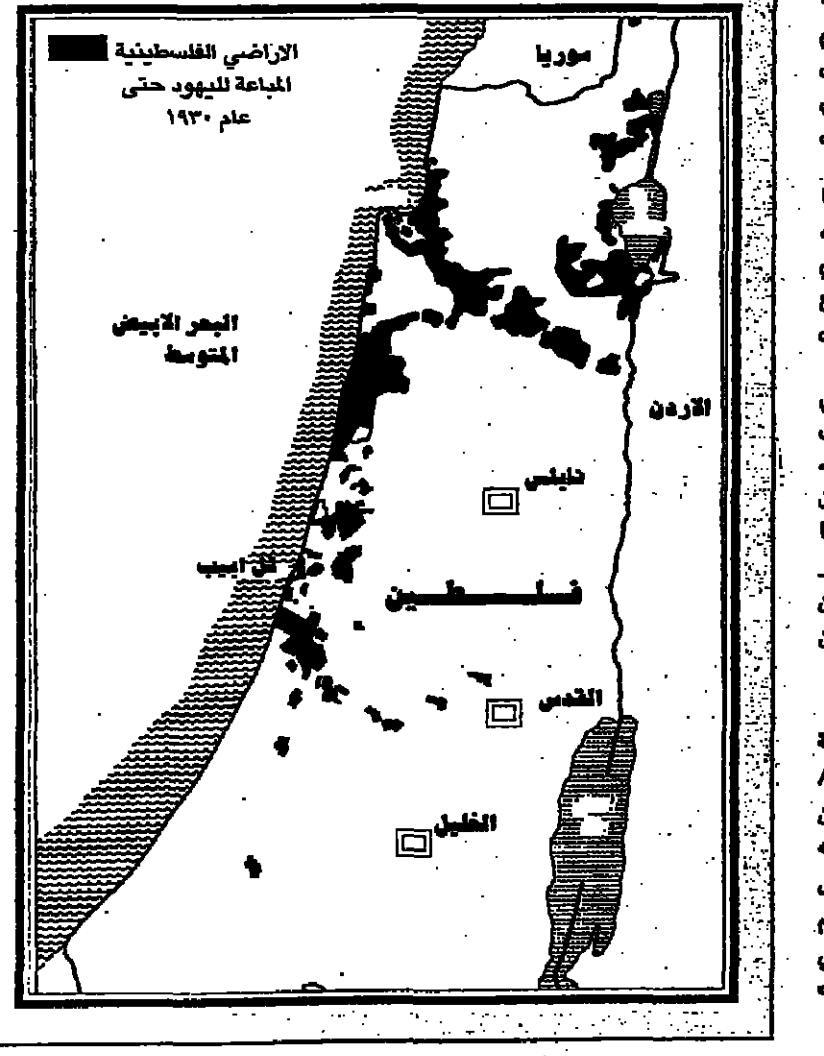 الاراضي الفلسطينية
المباعة لليهود حتى
عام ١٩٣٠
سوريا
البحر الابيض
المتوسط
الاردن
نابلس
تل ابيب
فلسطين
القدس
الخليل